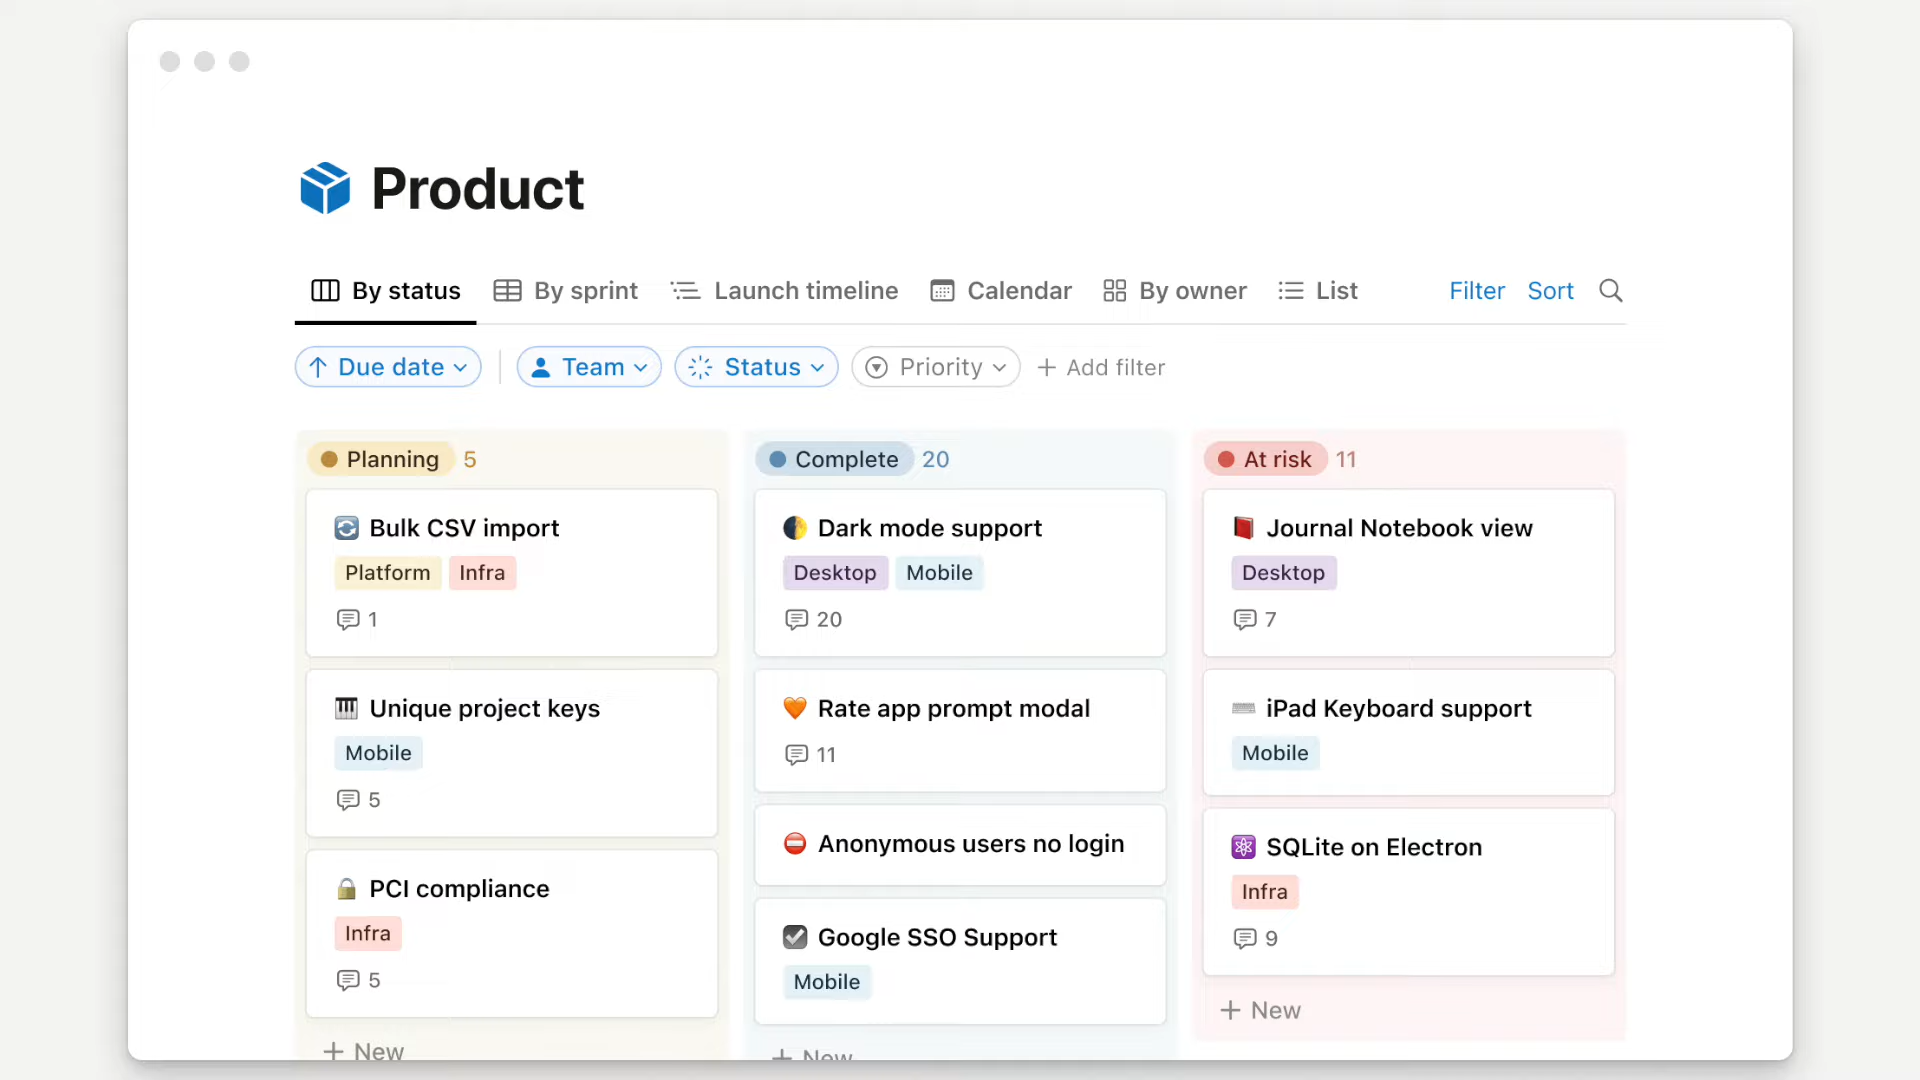 Product
By status By sprint Launch timeline Calendar By owner List Filter Sort
Due date Team Status Priority + Add filter
Planning 5
Bulk CSV import
Platform Infra
1
Unique project keys
Mobile
5
PCI compliance
Infra
5
+ New
Complete 20
Dark mode support
Desktop Mobile
20
Rate app prompt modal
11
Anonymous users no login
Google SSO Support
Mobile
+ New
At risk 11
Journal Notebook view
Desktop
7
iPad Keyboard support
Mobile
SQLite on Electron
Infra
9
+ New